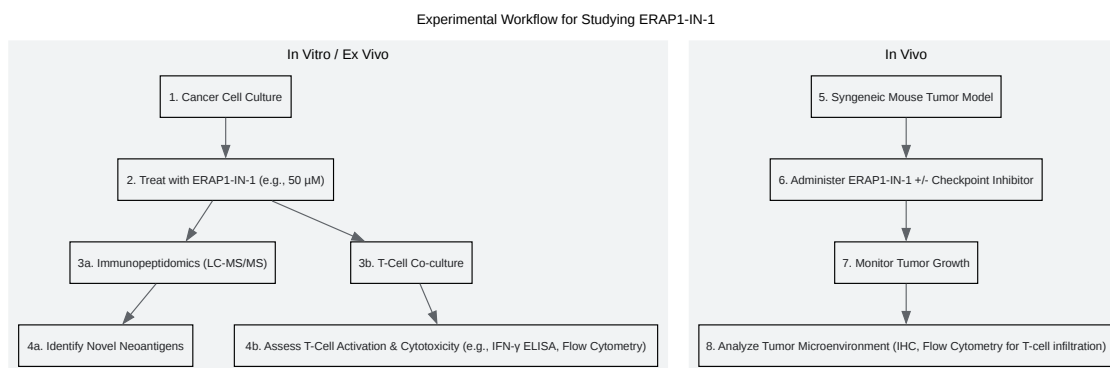 Experimental Workflow for Studying ERAP1-IN-1
In Vitro / Ex Vivo
1. Cancer Cell Culture
2. Treat with ERAP1-IN-1 (e.g., 50 µM)
3a. Immunopeptidomics (LC-MS/MS)
3b. T-Cell Co-culture
4a. Identify Novel Neoantigens
4b. Assess T-Cell Activation & Cytotoxicity (e.g., IFN-γ ELISA, Flow Cytometry)
In Vivo
5. Syngeneic Mouse Tumor Model
6. Administer ERAP1-IN-1 +/- Checkpoint Inhibitor
7. Monitor Tumor Growth
8. Analyze Tumor Microenvironment (IHC, Flow Cytometry for T-cell infiltration)